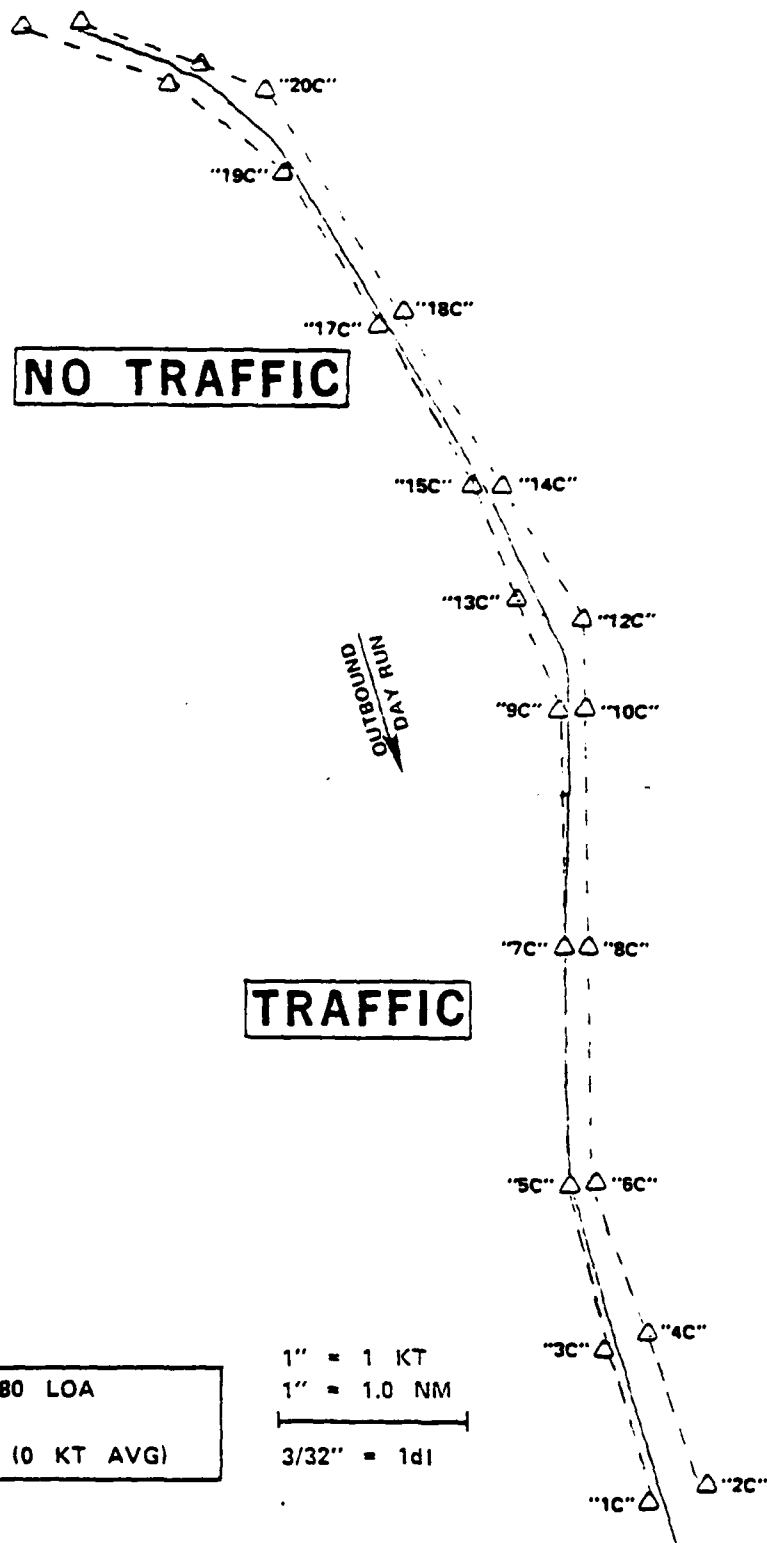 "20C"
"19C"
"18C"
"17C"
NO TRAFFIC
"15C" "14C"
"13C"
"12C"
OUTBOUND
DAY RUN
"9C" "10C"
"7C" "8C"
TRAFFIC
"5C" "6C"
"4C"
"3C"
1" = 1 KT
80 LOA
1" = 1.0 NM
(0 KT AVG)
3/32" = 1dl
"2C"
"1C"